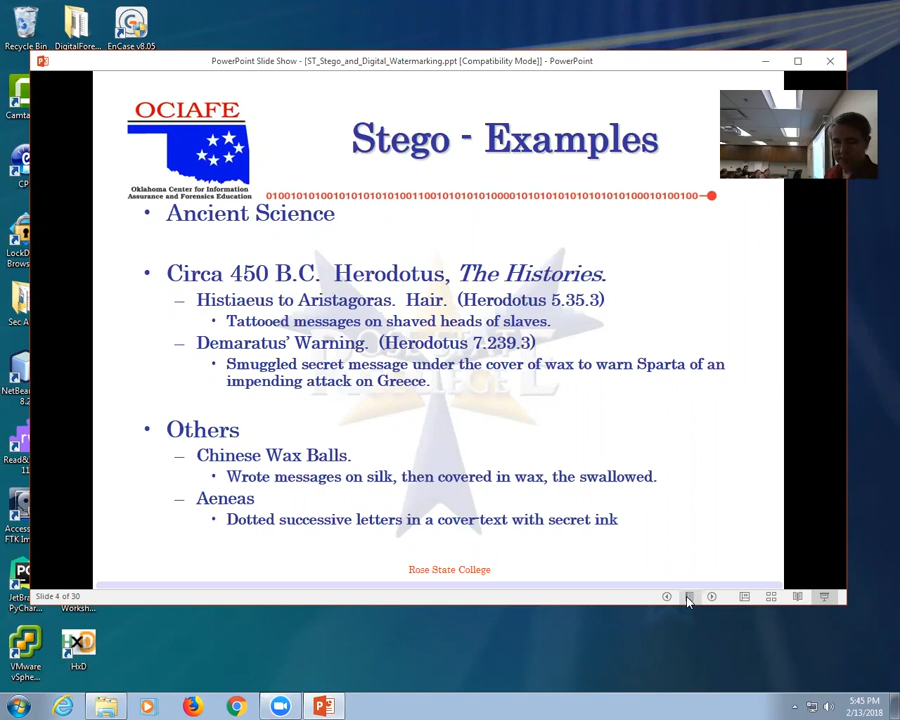 Recycle Bin
DigitalFore...
EnCase v8.05
PowerPoint Slide Show - [ST_Stego_and_Digital_Watermarking.ppt [Compatibility Mode]] - PowerPoint
OCIAFE
Oklahoma Center for Information
Assurance and Forensics Education
Stego - Examples
• Ancient Science
• Circa 450 B.C. Herodotus, The Histories.
– Histiaeus to Aristagoras. Hair. (Herodotus 5.35.3)
• Tattooed messages on shaved heads of slaves.
– Demaratus' Warning. (Herodotus 7.239.3)
• Smuggled secret message under the cover of wax to warn Sparta of an
impending attack on Greece.
• Others
– Chinese Wax Balls.
• Wrote messages on silk, then covered in wax, the swallowed.
– Aeneas
• Dotted successive letters in a cover-text with secret ink
Rose State College
Slide 4 of 30
Camta
CP
LockD
Sec A
NetBea
8.2
Read&
11
Access
FTK Im
JetBra
PyChar
Worksh...
VMware
vSphe...
HxD
5:45 PM
2/13/2018